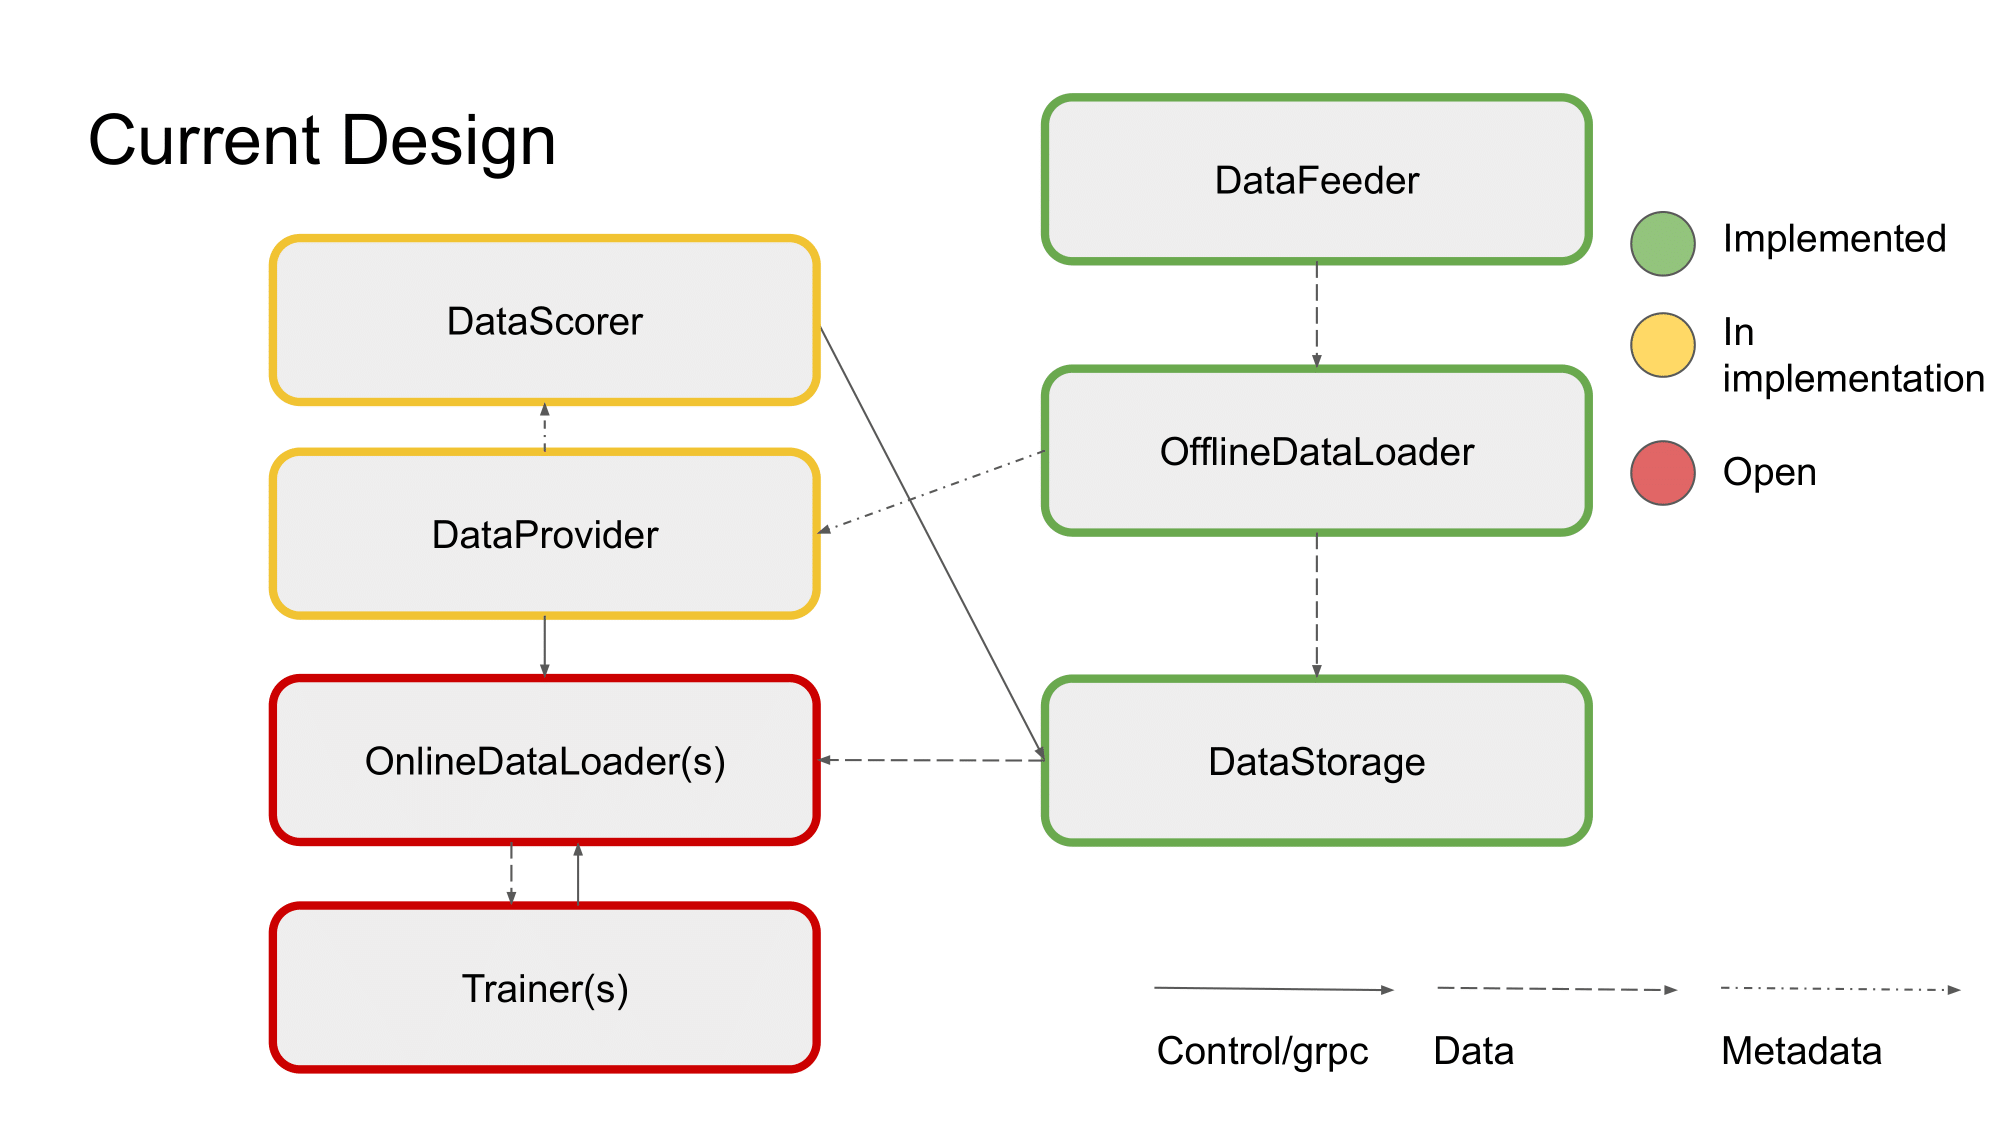 Current Design
DataScorer
DataProvider
OnlineDataLoader(s)
Trainer(s)
DataFeeder
OfflineDataLoader
DataStorage
Implemented
In
implementation
Open
Control/grpc
Data
Metadata